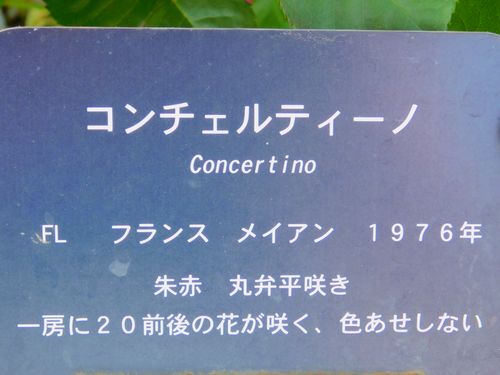 コンチェルティーノ
Concertino
FL　フランス　メイアン　１９７６年
朱赤　丸弁平咲き
一房に２０前後の花が咲く、色あせしない